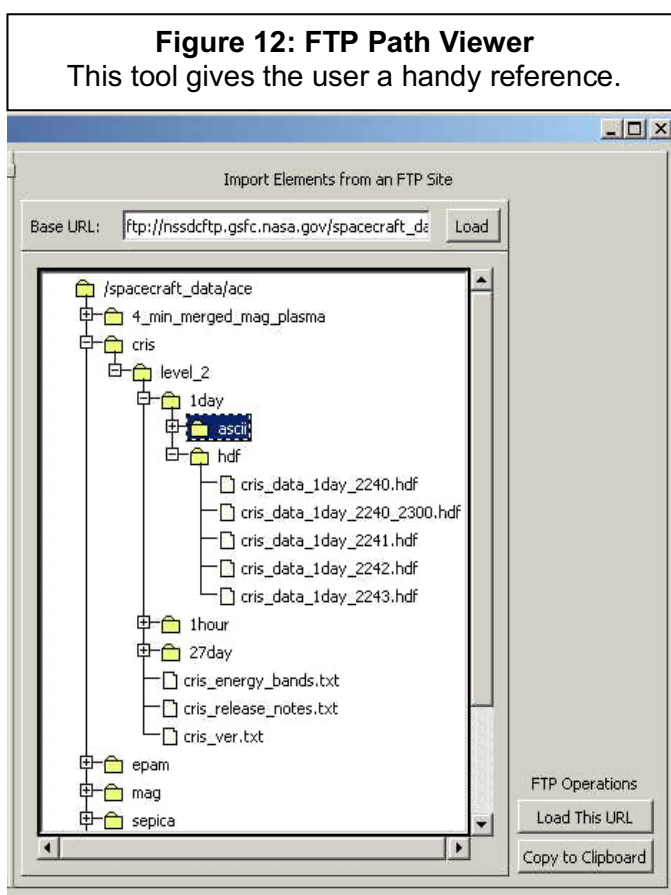 Figure 12: FTP Path Viewer
This tool gives the user a handy reference.
Import Elements from an FTP Site
Base URL: ftp://nssdcftp.gsfc.nasa.gov/spacecraft_da Load
/spacecraft_data/ace
4_min_merged_mag_plasma
cris
level_2
1day
ascii
hdf
cris_data_1day_2240.hdf
cris_data_1day_2240_2300.hdf
cris_data_1day_2241.hdf
cris_data_1day_2242.hdf
cris_data_1day_2243.hdf
1hour
27day
cris_energy_bands.txt
cris_release_notes.txt
cris_ver.txt
epam
mag
sepica
FTP Operations
Load This URL
Copy to Clipboard